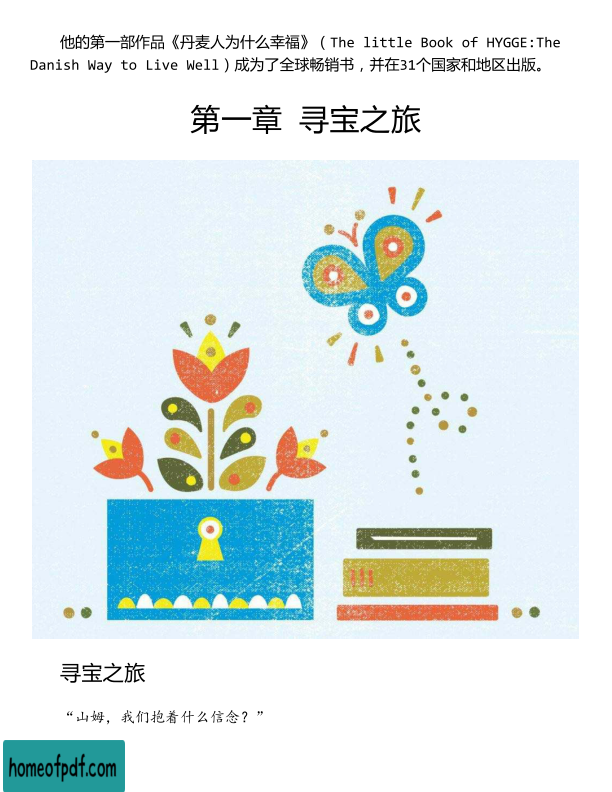 他的第一部作品《丹麦人为什么幸福》（The little Book of HYGGE:The
Danish Way to Live Well）成为了全球畅销书，并在31个国家和地区出版。
第一章 寻宝之旅
寻宝之旅
“山姆，我们抱着什么信念？”
homeofpdf.com